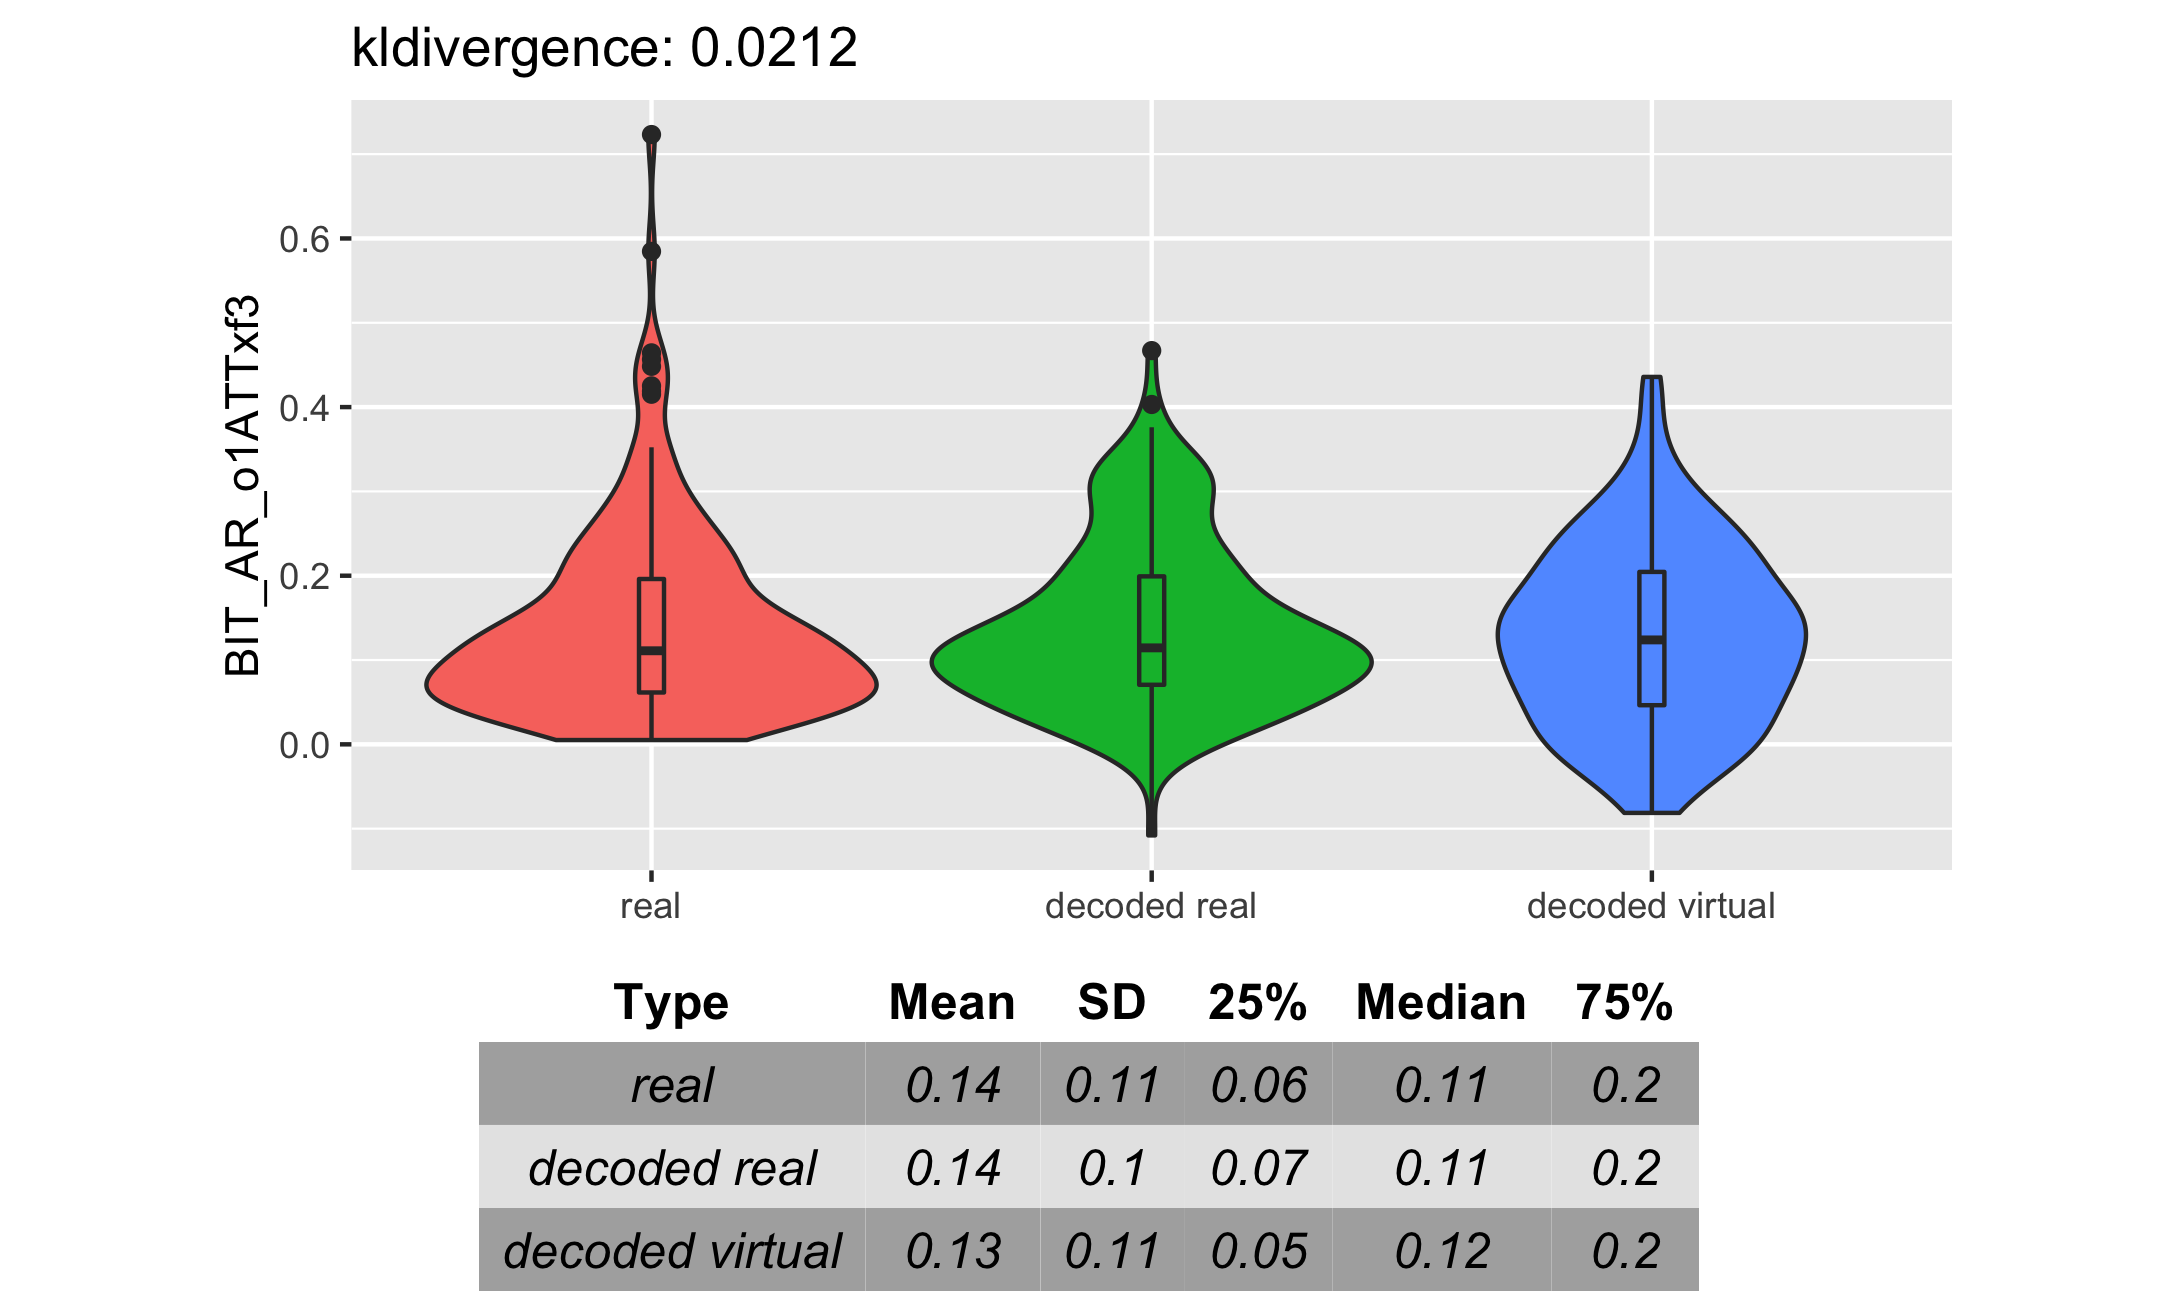 kldivergence: 0.0212
BIT_AR_o1ATTxf3
0.6
0.4
0.2
0.0
real decoded real decoded virtual
Type Mean SD 25% Median 75%
real 0.14 0.11 0.06 0.11 0.2
decoded real 0.14 0.1 0.07 0.11 0.2
decoded virtual 0.13 0.11 0.05 0.12 0.2